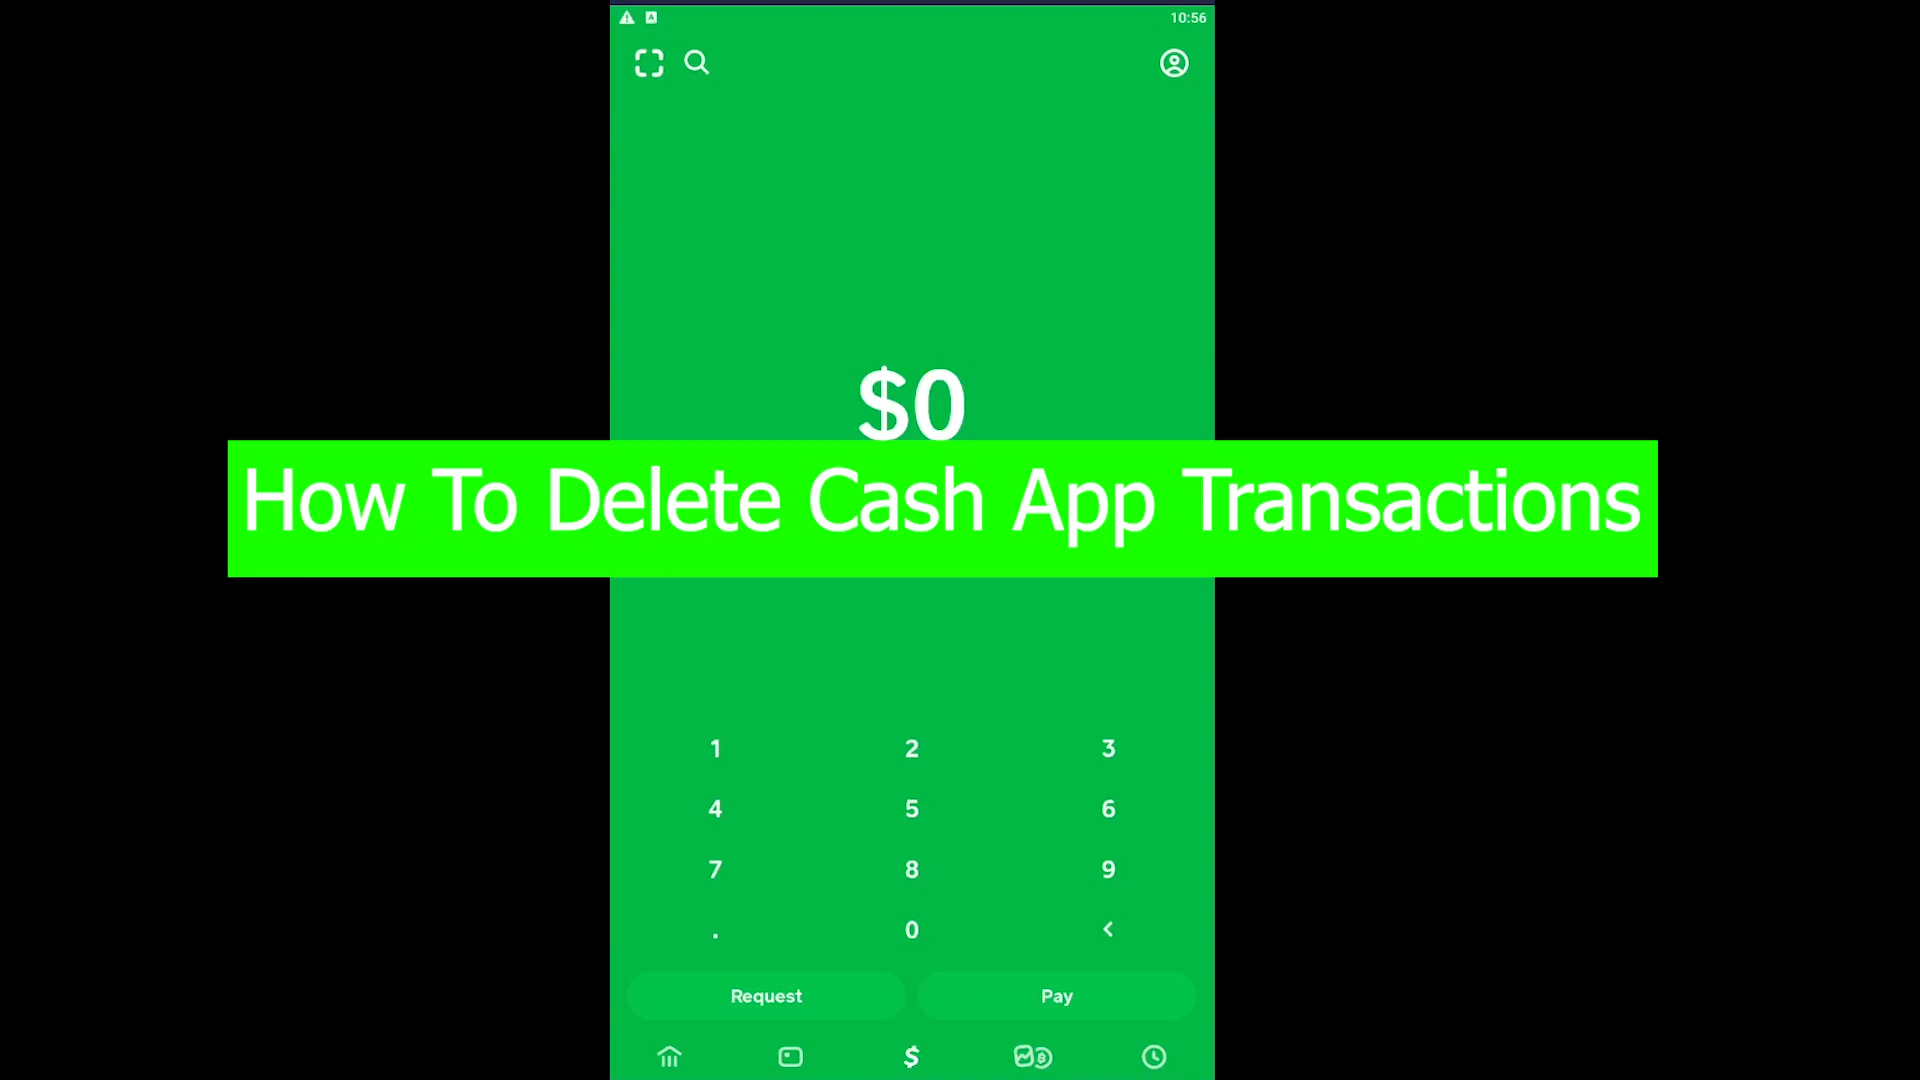 10:56
$0
How To Delete Cash App Transactions
1 2 3
4 5 6
7 8 9
. 0 <
Request Pay
$